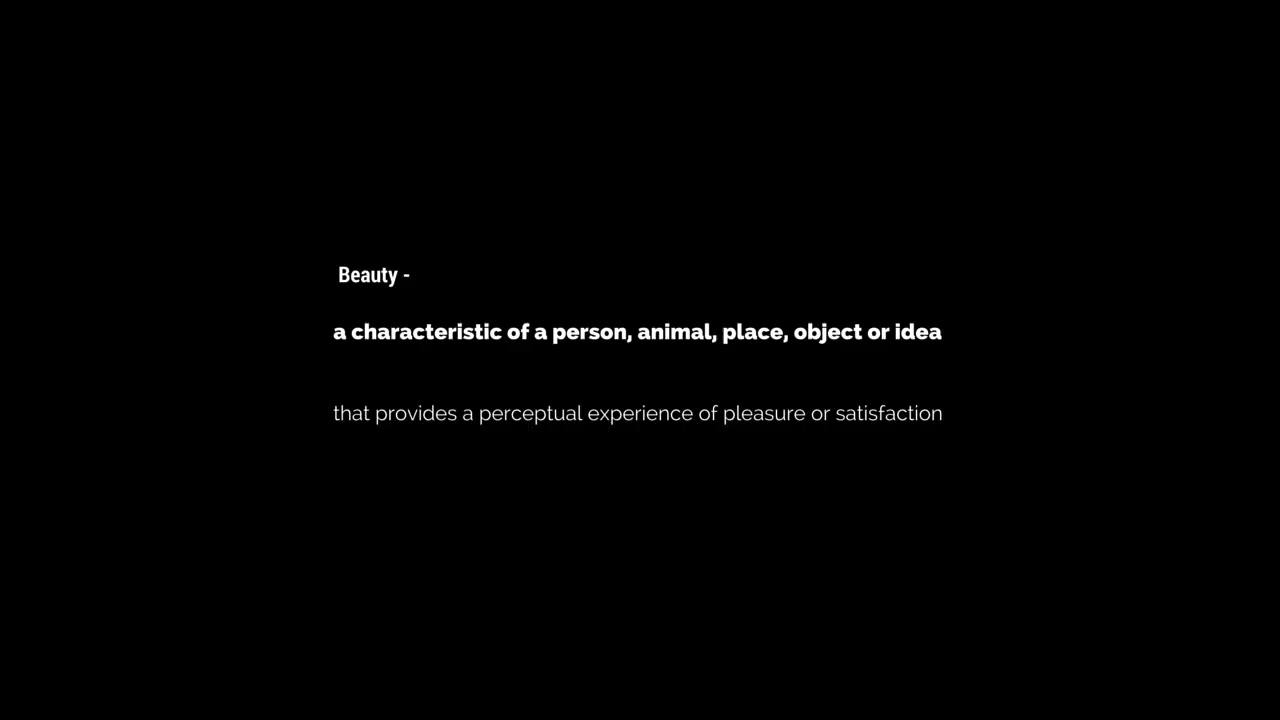 Beauty -
a characteristic of a person, animal, place, object or idea
that provides a perceptual experience of pleasure or satisfaction